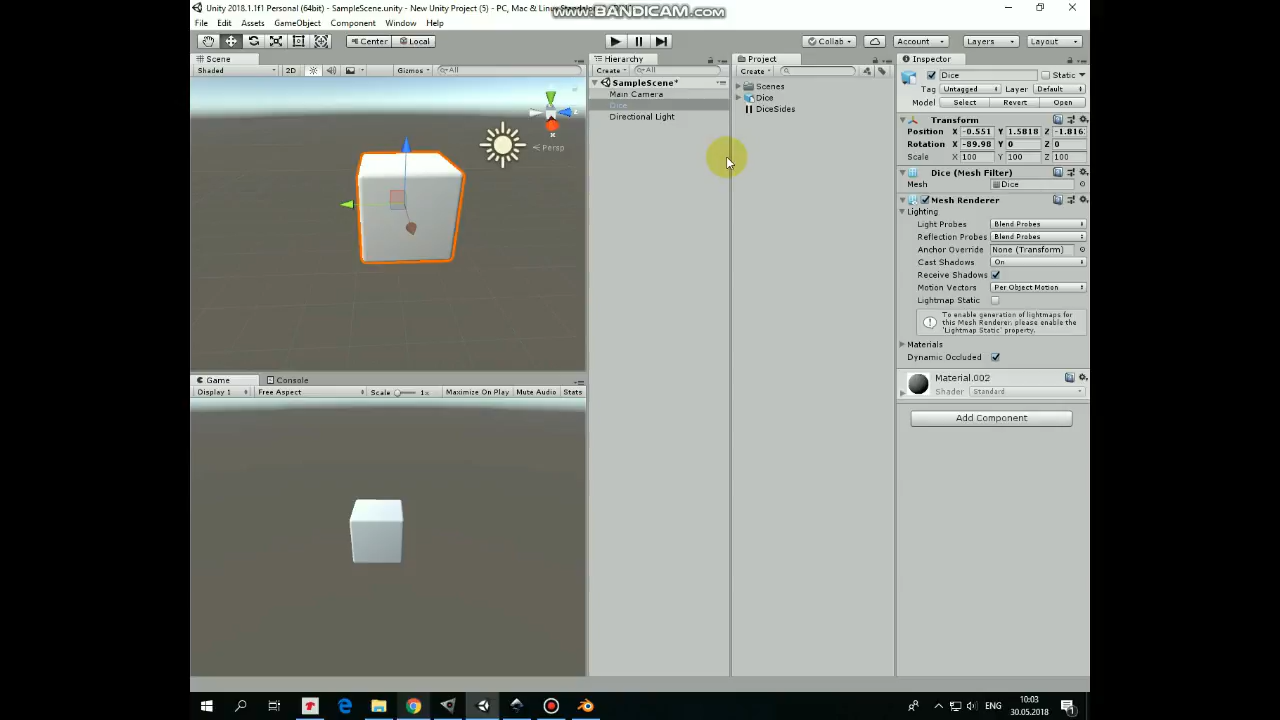 Unity 2018.1.1f1 Personal (64bit) - SampleScene.unity - New Unity Project (5) - PC, Mac & Linux Standalone
www.BANDICAM.com
File Edit Assets GameObject Component Window Help
Center Local Collab Account Layers Layout
Scene
Shaded 2D Gizmos All
Persp
Hierarchy
Create All
SampleScene*
Main Camera
Dice
Directional Light
Project
Create
Scenes
Dice
DiceSides
Inspector
Dice Static
Tag Untagged Layer Default
Model Select Revert Open
Transform
Position X -0.551 Y 1.5818 Z -1.816
Rotation X -89.98 Y 0 Z 0
Scale X 100 Y 100 Z 100
Dice (Mesh Filter)
Mesh Dice
Mesh Renderer
Lighting
Light Probes Blend Probes
Reflection Probes Blend Probes
Anchor Override None (Transform)
Cast Shadows On
Receive Shadows
Motion Vectors Per Object Motion
Lightmap Static
To enable generation of lightmaps for
this Mesh Renderer, please enable the
'Lightmap Static' property.
Materials
Dynamic Occluded
Material.002
Shader Standard
Add Component
Game Console
Display 1 Free Aspect Scale 1x Maximize On Play Mute Audio Stats
ENG
10:03
30.05.2018